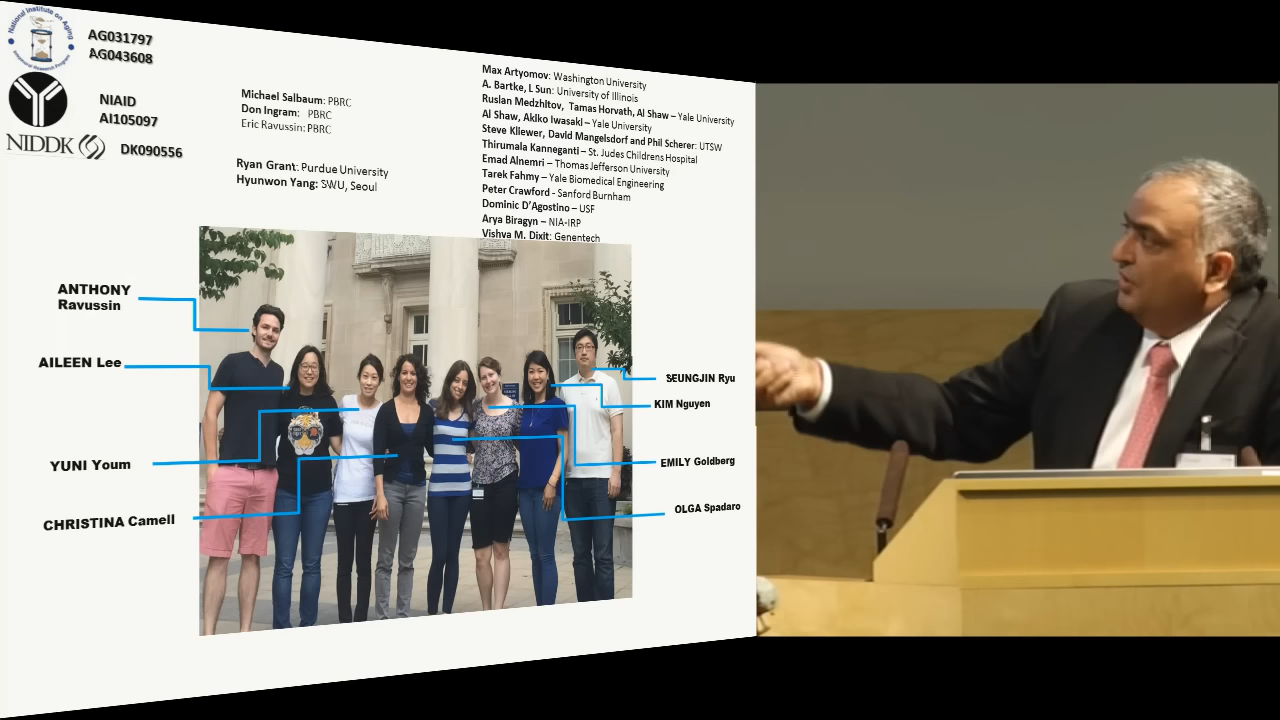 National Institute on Aging
Intramural Research Program
AG031797
AG043608
NIAID
AI105097
NIDDK
DK090556
Michael Salbaum: PBRC
Don Ingram: PBRC
Eric Ravussin: PBRC
Ryan Grant: Purdue University
Hyunwon Yang: SWU, Seoul
Max Artyomov: Washington University
A. Bartke, L Sun: University of Illinois
Ruslan Medzhitov, Tamas Horvath, Al Shaw – Yale University
Al Shaw, Akiko Iwasaki – Yale University
Steve Kliewer, David Mangelsdorf and Phil Scherer: UTSW
Thirumala Kanneganti – St. Judes Childrens Hospital
Emad Alnemri – Thomas Jefferson University
Tarek Fahmy – Yale Biomedical Engineering
Peter Crawford - Sanford Burnham
Dominic D'Agostino – USF
Arya Biragyn – NIA-IRP
Vishva M. Dixit: Genentech
ANTHONY
Ravussin
AILEEN Lee
YUNI Youm
CHRISTINA Camell
SEUNGJIN Ryu
KIM Nguyen
EMILY Goldberg
OLGA Spadaro